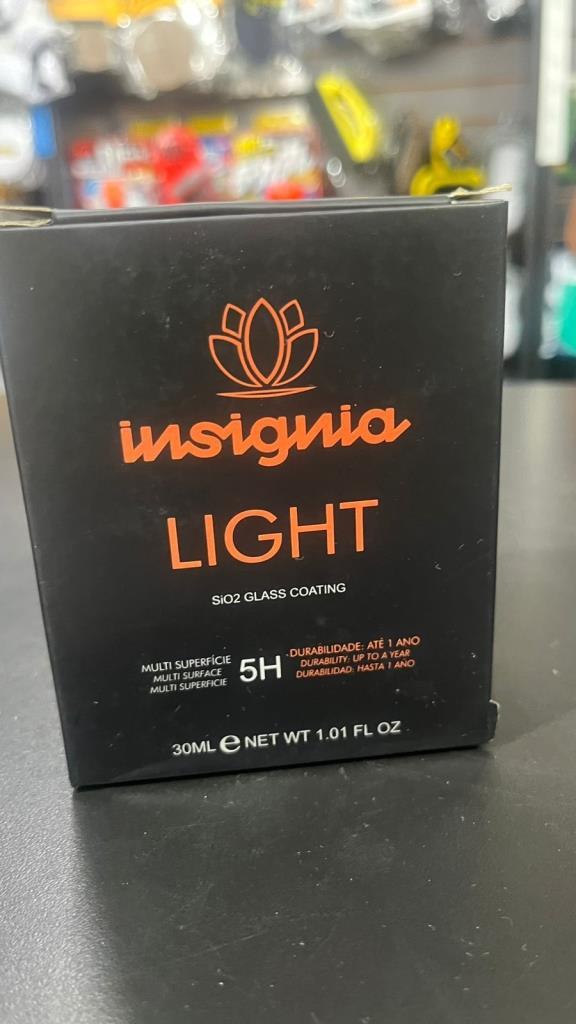 insignia
LIGHT
SiO2 GLASS COATING
MULTI SUPERFÍCIE
MULTI SURFACE
MULTI SUPERFICIE
5H
DURABILIDADE: ATÉ 1 ANO
DURABILITY: UP TO A YEAR
DURABILIDAD: HASTA 1 AÑO
30ML e NET WT 1.01 FL OZ